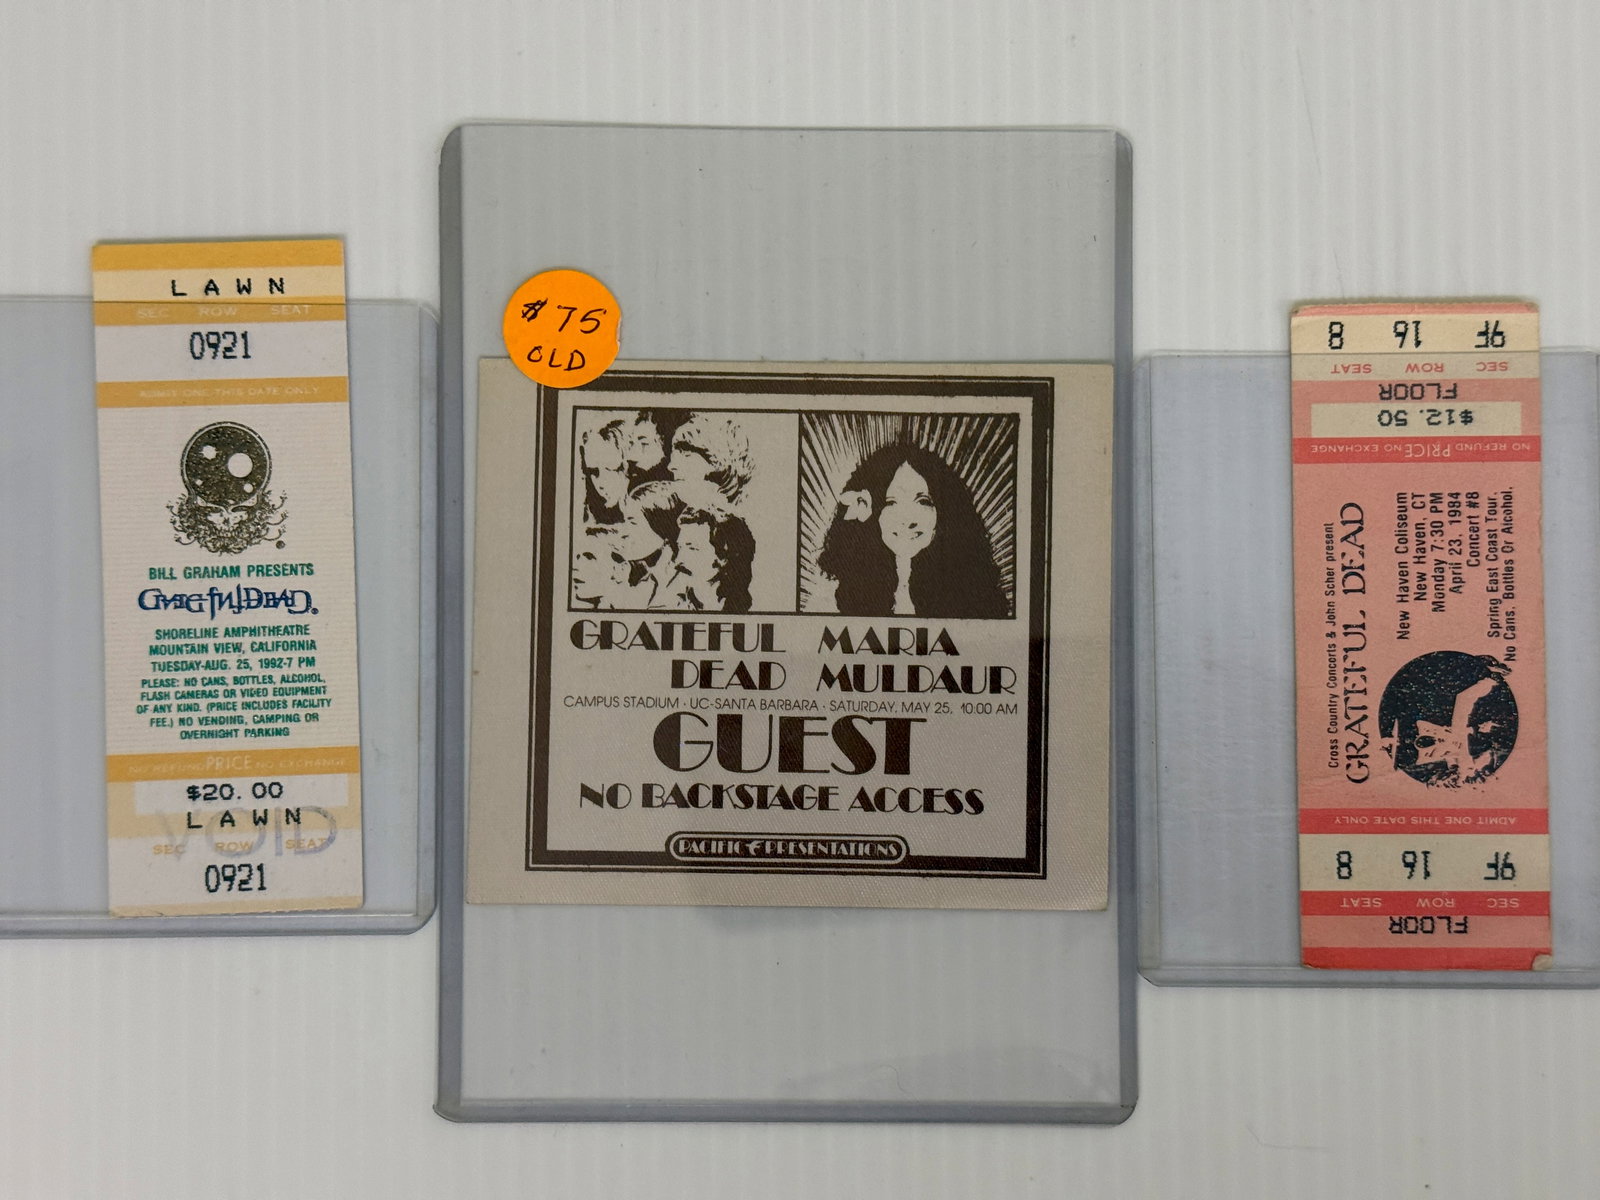 LAWN
SEC ROW SEAT
0921
ADMIT ONE THIS DATE ONLY
BILL GRAHAM PRESENTS
GRATEFUL DEAD
SHORELINE AMPHITHEATRE
MOUNTAIN VIEW, CALIFORNIA
TUESDAY-AUG. 25, 1992-7 PM
PLEASE: NO CANS, BOTTLES, ALCOHOL,
FLASH CAMERAS OR VIDEO EQUIPMENT
OF ANY KIND. (PRICE INCLUDES FACILITY
FEE.) NO VENDING, CAMPING OR
OVERNIGHT PARKING
NO REFUND PRICE NO EXCHANGE
$20.00
LAWN
VOID
SEC ROW SEAT
0921
$75
OLD
GRATEFUL DEAD
MARIA MULDAUR
CAMPUS STADIUM · UC-SANTA BARBARA · SATURDAY, MAY 25, 10:00 AM
GUEST
NO BACKSTAGE ACCESS
PACIFIC PRESENTATIONS
9F 16 8
SEC ROW SEAT
FLOOR
$12.50
NO REFUND PRICE NO EXCHANGE
Cross Country Concerts & John Scher present
GRATEFUL DEAD
New Haven Coliseum
New Haven, CT
Monday 7:30 PM
April 23, 1984
Concert #8
Spring East Coast Tour.
No Cans, Bottles Or Alcohol.
ADMIT ONE THIS DATE ONLY
9F 16 8
SEC ROW SEAT
FLOOR